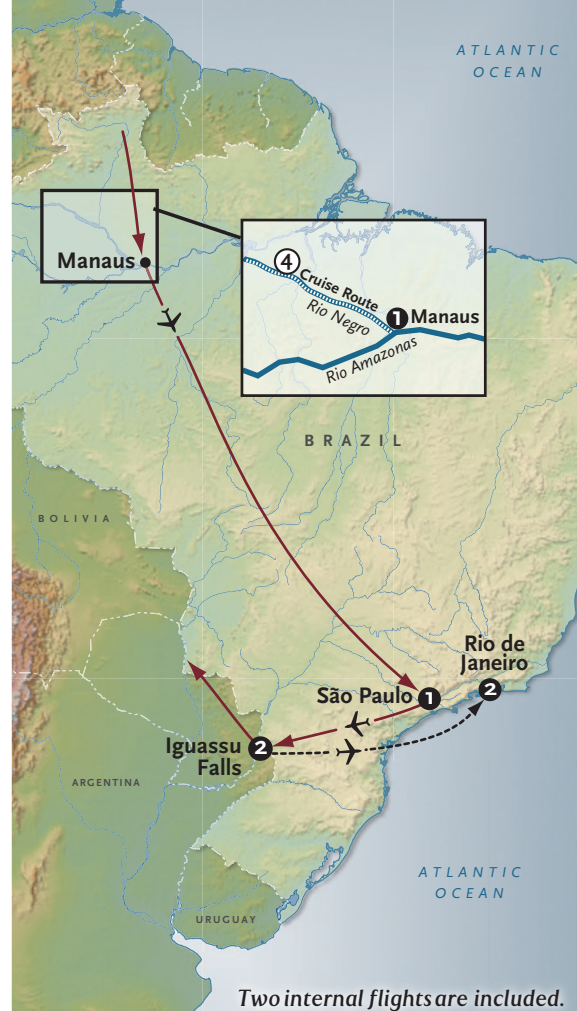 ATLANTIC
OCEAN
Manaus
4
Cruise Route
Rio Negro
1 Manaus
Rio Amazonas
BRAZIL
BOLIVIA
Rio de
Janeiro
2
São Paulo 1
Iguassu 2
Falls
ARGENTINA
ATLANTIC
OCEAN
URUGUAY
Two internal flights are included.